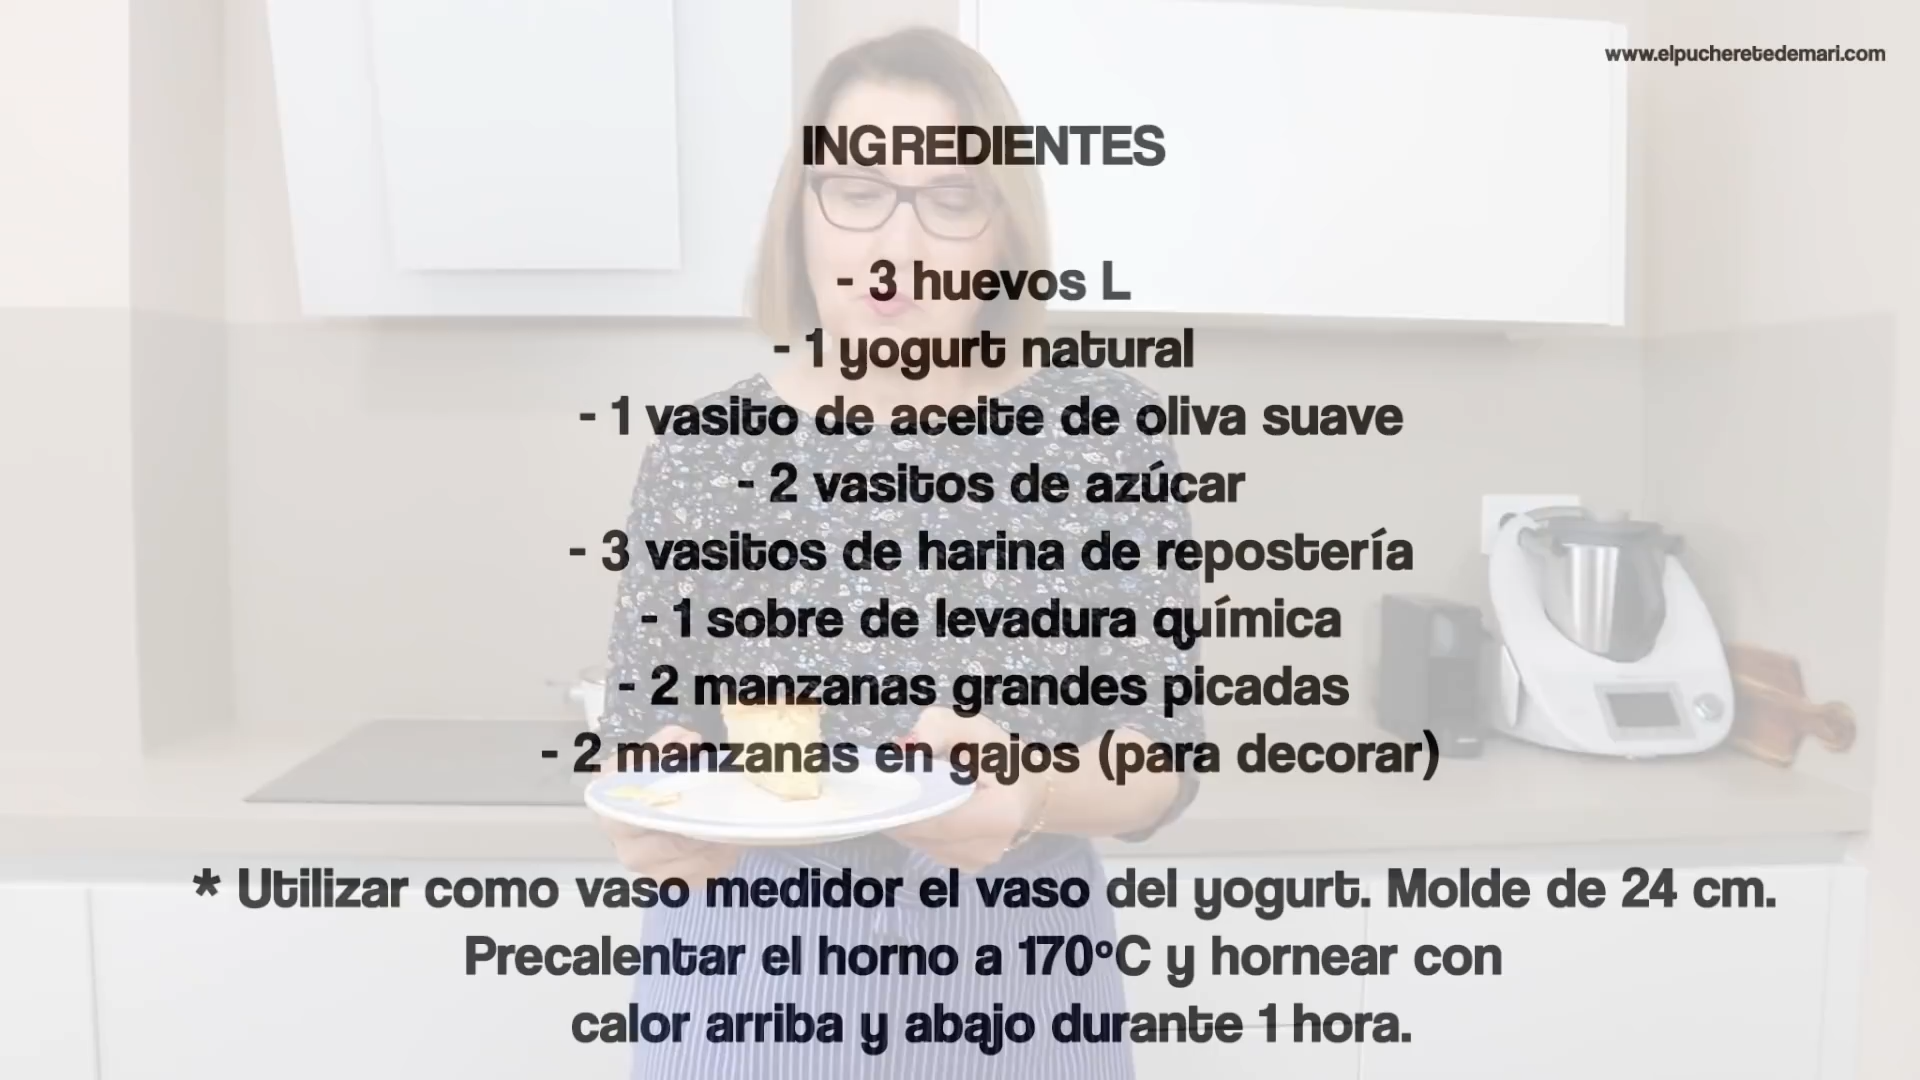 www.elpucheretedemari.com
INGREDIENTES
- 3 huevos L
- 1 yogurt natural
- 1 vasito de aceite de oliva suave
- 2 vasitos de azúcar
- 3 vasitos de harina de repostería
- 1 sobre de levadura química
- 2 manzanas grandes picadas
- 2 manzanas en gajos (para decorar)
* Utilizar como vaso medidor el vaso del yogurt. Molde de 24 cm.
Precalentar el horno a 170ºC y hornear con
calor arriba y abajo durante 1 hora.